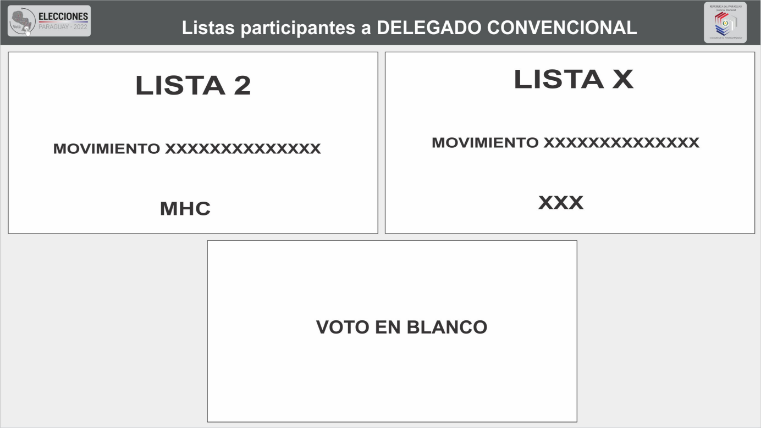 ELECCIONES
PARAGUAY - 2022
Listas participantes a DELEGADO CONVENCIONAL
LISTA 2
MOVIMIENTO XXXXXXXXXXXXXX
MHC
LISTA X
MOVIMIENTO XXXXXXXXXXXXXX
XXX
VOTO EN BLANCO